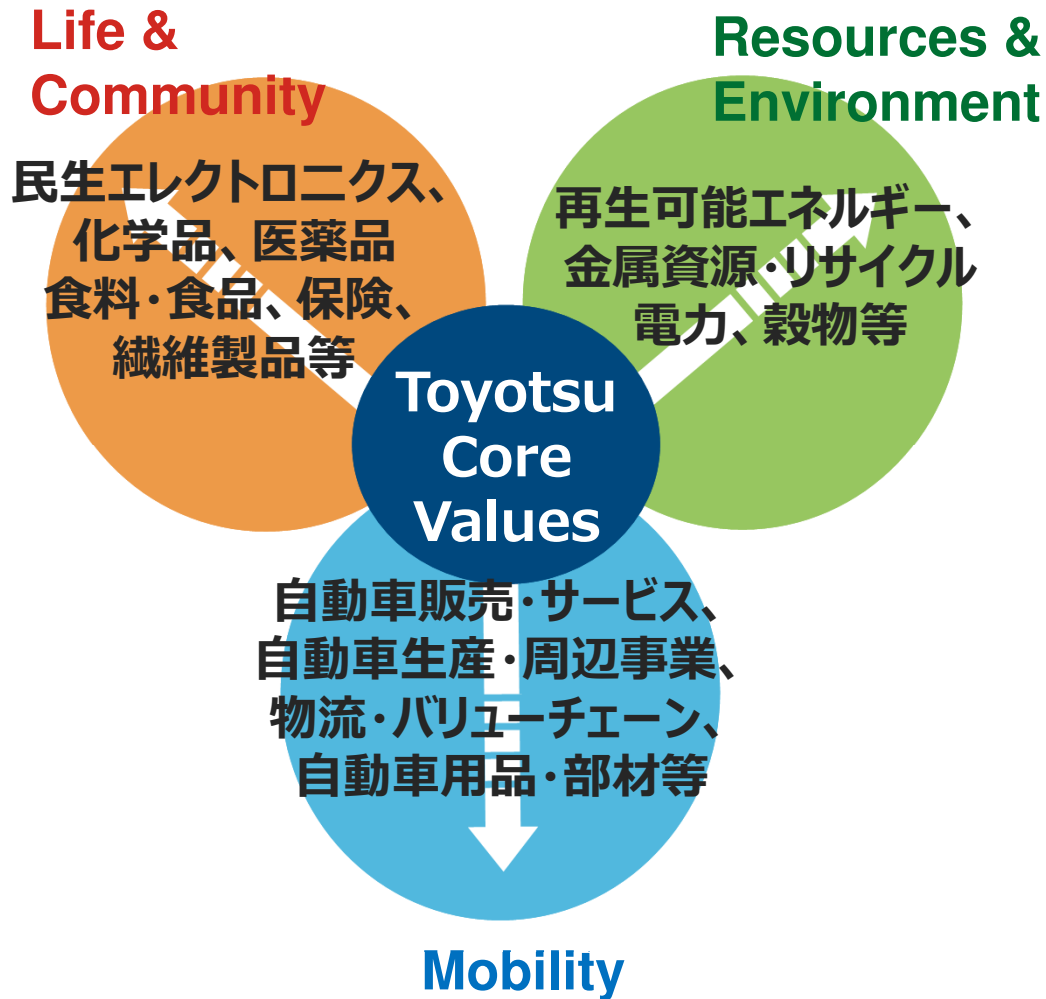 Life &
Community
民生エレクトロニクス、
化学品、医薬品
食料・食品、保険、
繊維製品等
Resources &
Environment
再生可能エネルギー、
金属資源・リサイクル
電力、穀物等
Toyotsu
Core
Values
自動車販売・サービス、
自動車生産・周辺事業、
物流・バリューチェーン、
自動車用品・部材等
Mobility